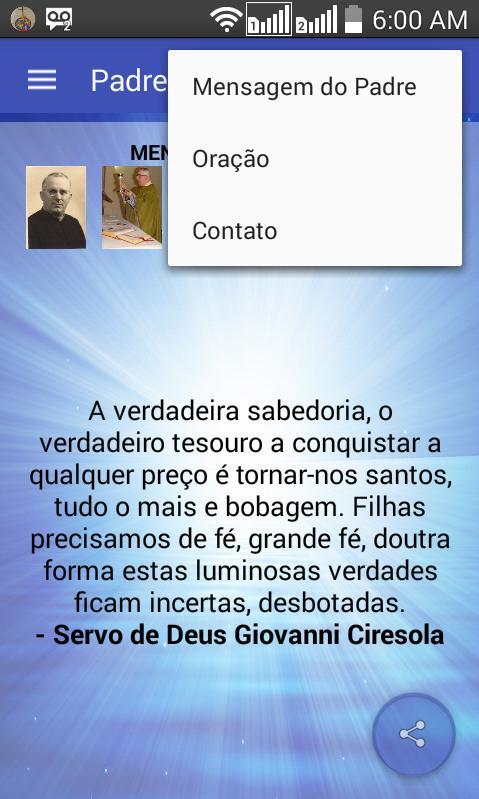 6:00 AM
Padre
Mensagem do Padre
Oração
Contato
A verdadeira sabedoria, o
verdadeiro tesouro a conquistar a
qualquer preço é tornar-nos santos,
tudo o mais e bobagem. Filhas
precisamos de fé, grande fé, doutra
forma estas luminosas verdades
ficam incertas, desbotadas.
- Servo de Deus Giovanni Ciresola